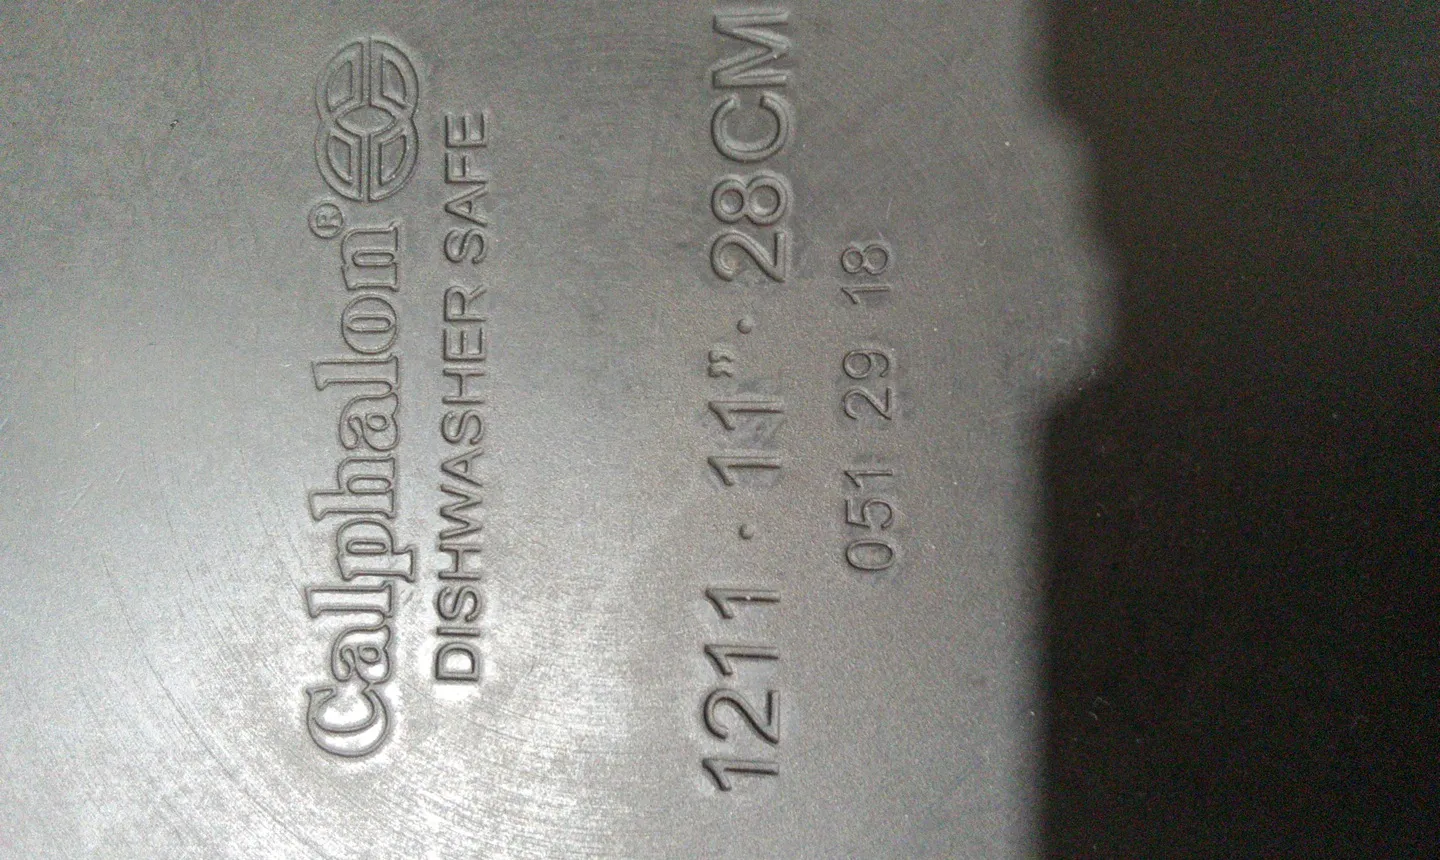 Calphalon®
DISHWASHER SAFE
1211 · 11” · 28CM
051 29 18